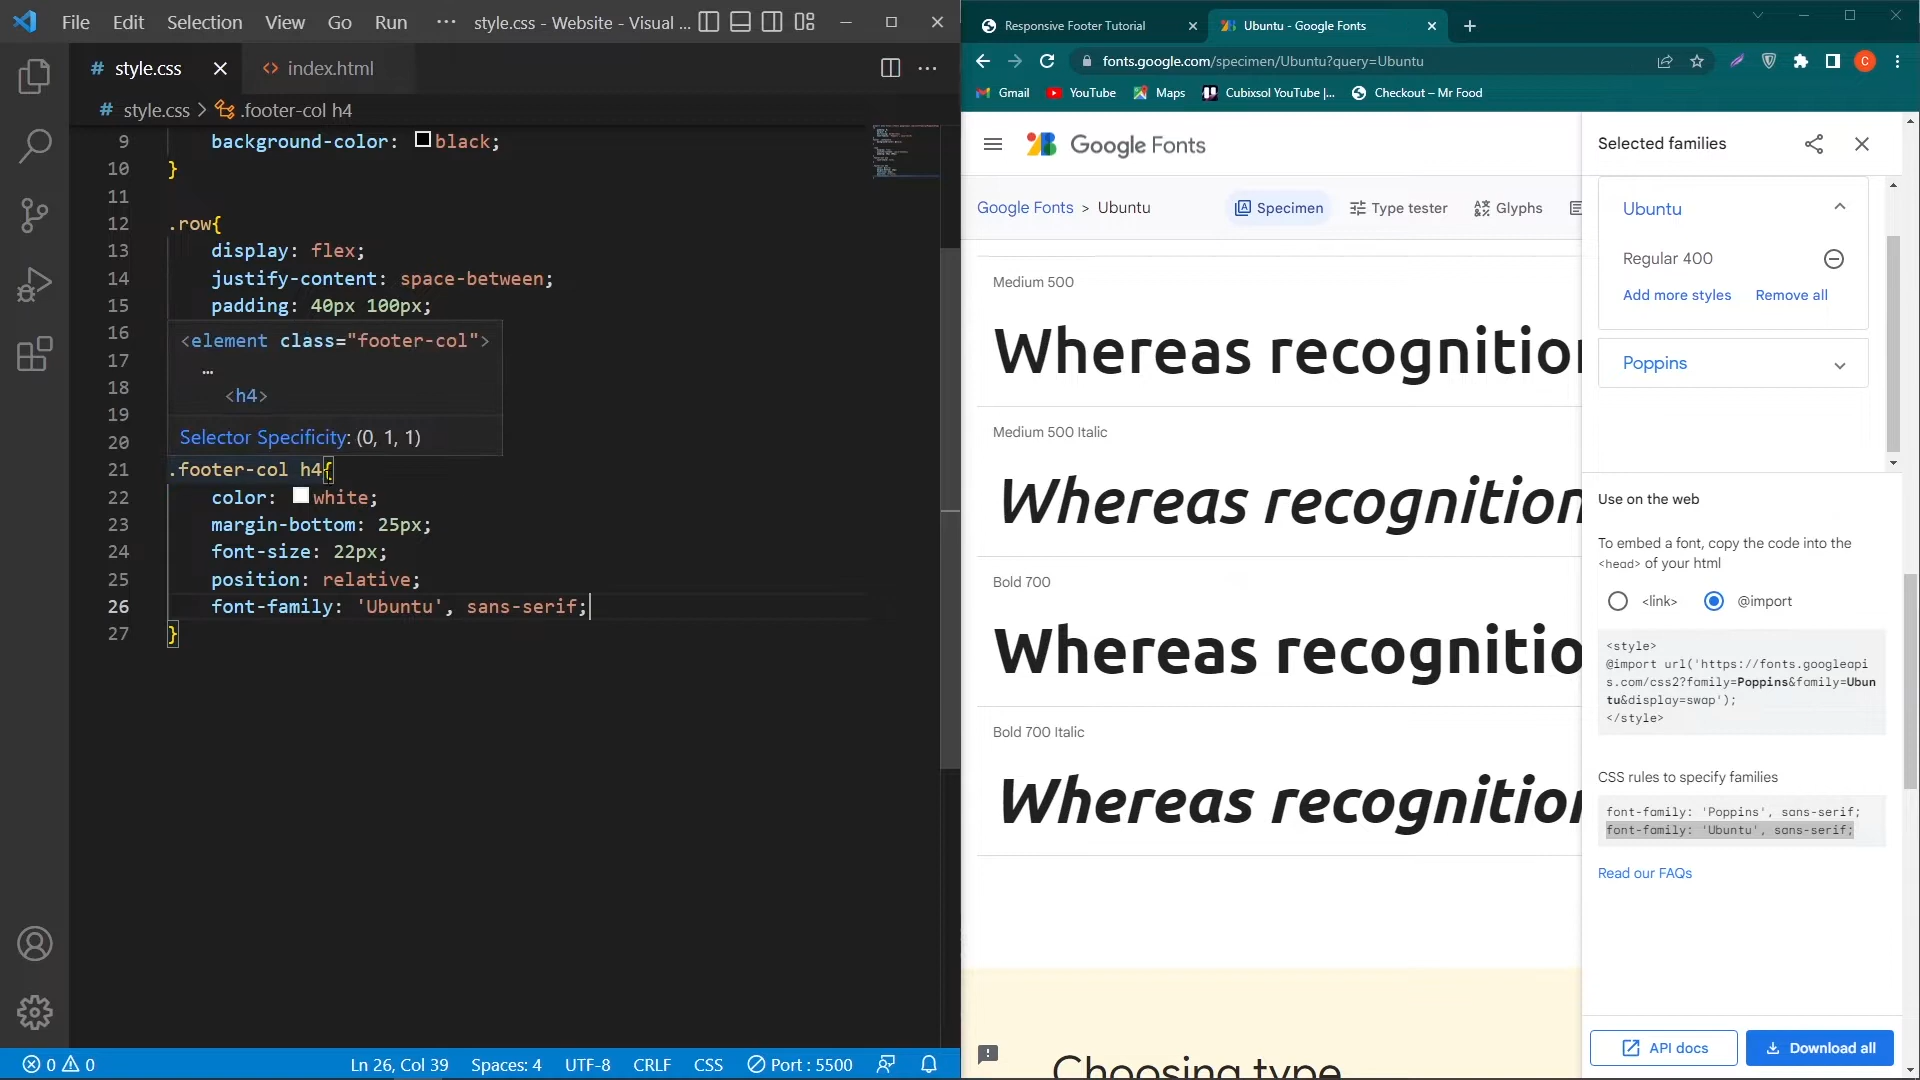 File Edit Selection View Go Run ··· style.css - Website - Visual ...
style.css index.html
style.css > .footer-col h4
9 background-color: black;
10 }
11
12 .row{
13 display: flex;
14 justify-content: space-between;
15 padding: 40px 100px;
16
<element class="footer-col">
17
…
18
<h4>
19
20
Selector Specificity: (0, 1, 1)
21 .footer-col h4{
22 color: white;
23 margin-bottom: 25px;
24 font-size: 22px;
25 position: relative;
26 font-family: 'Ubuntu', sans-serif;
27 }
0 0 Ln 26, Col 39 Spaces: 4 UTF-8 CRLF CSS Port : 5500
Responsive Footer Tutorial Ubuntu - Google Fonts
fonts.google.com/specimen/Ubuntu?query=Ubuntu C
Gmail YouTube Maps Cubixsol YouTube |... Checkout – Mr Food
Google Fonts
Google Fonts > Ubuntu Specimen Type tester Glyphs
Medium 500
Whereas recognition
Medium 500 Italic
Whereas recognition
Bold 700
Whereas recognitio
Bold 700 Italic
Whereas recognition
Choosing type
Selected families
Ubuntu
Regular 400
Add more styles Remove all
Poppins
Use on the web
To embed a font, copy the code into the
<head> of your html
<link> @import
<style>
@import url('https://fonts.googleapi
s.com/css2?family=Poppins&family=Ubun
tu&display=swap');
</style>
CSS rules to specify families
font-family: 'Poppins', sans-serif;
font-family: 'Ubuntu', sans-serif;
Read our FAQs
API docs Download all